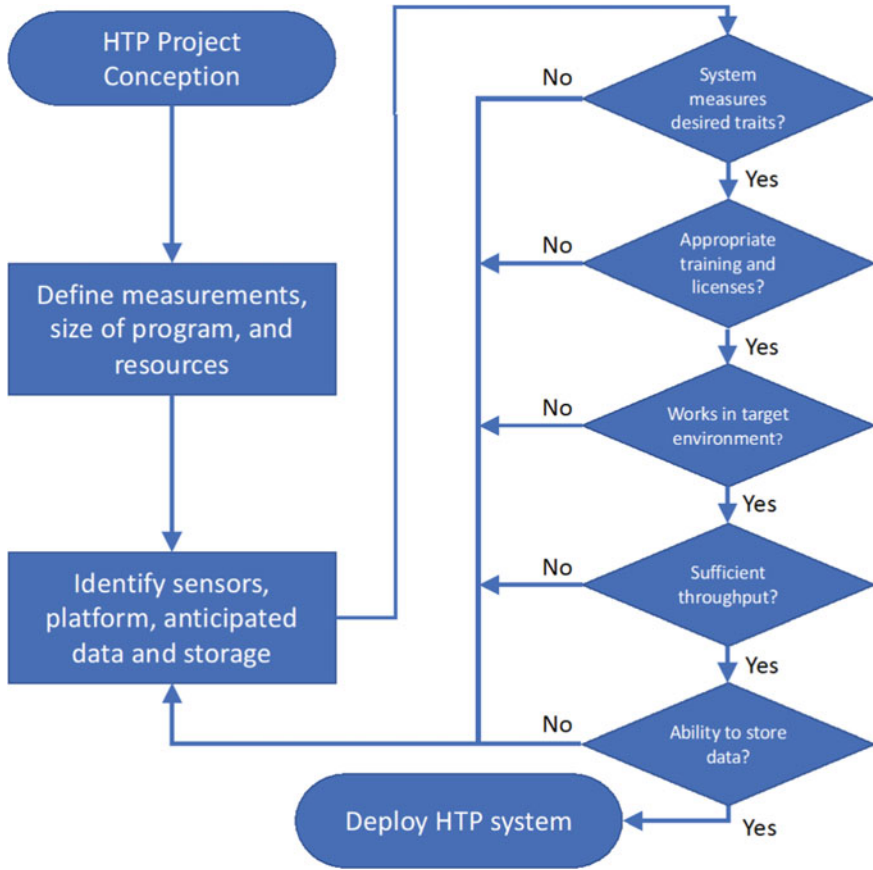 HTP Project
Conception
Define measurements,
size of program, and
resources
Identify sensors,
platform, anticipated
data and storage
System
measures
desired traits?
No
Yes
Appropriate
training and
licenses?
No
Yes
Works in target
environment?
No
Yes
Sufficient
throughput?
No
Yes
Ability to store
data?
No
Yes
Deploy HTP system